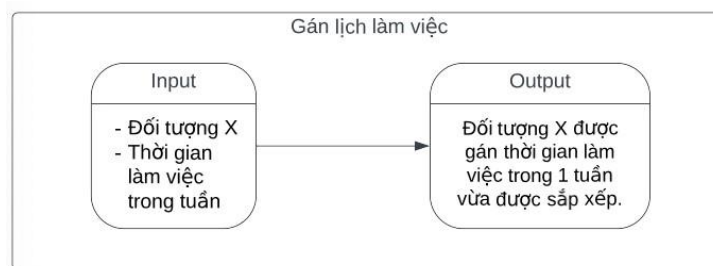 Gán lịch làm việc
Input
- Đối tượng X
- Thời gian
làm việc
trong tuần
Output
Đối tượng X được
gán thời gian làm
việc trong 1 tuần
vừa được sắp xếp.